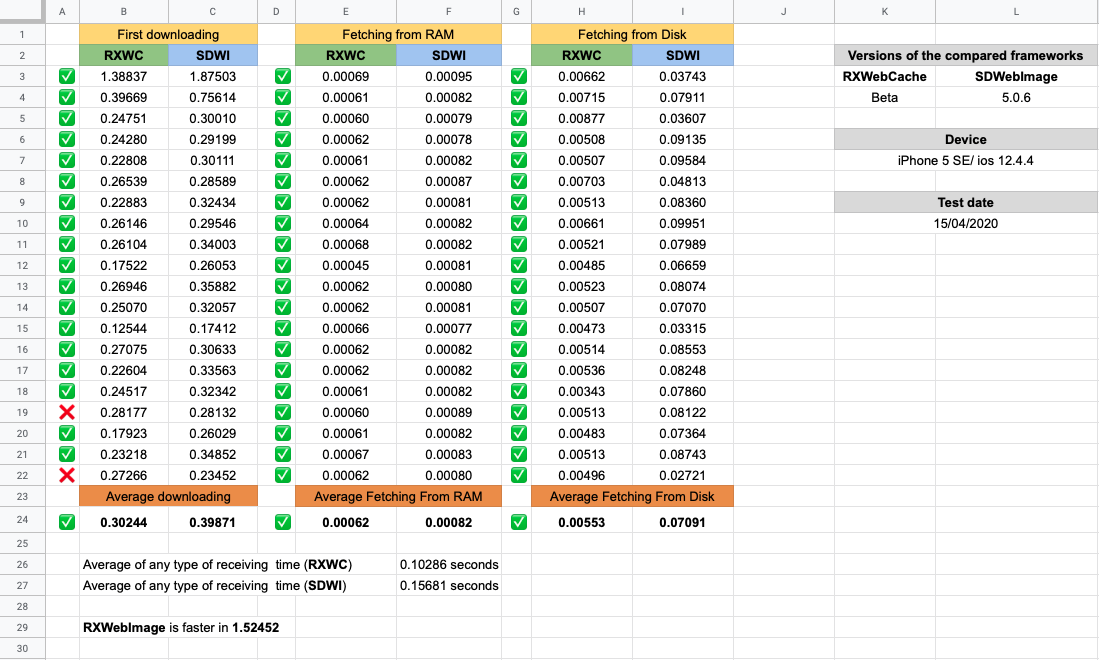 A B C D E F G H I J K L
1 First downloading Fetching from RAM Fetching from Disk
2 RXWC SDWI RXWC SDWI RXWC SDWI Versions of the compared frameworks
3 ✅ 1.38837 1.87503 ✅ 0.00069 0.00095 ✅ 0.00662 0.03743 RXWebCache SDWebImage
4 ✅ 0.39669 0.75614 ✅ 0.00061 0.00082 ✅ 0.00715 0.07911 Beta 5.0.6
5 ✅ 0.24751 0.30010 ✅ 0.00060 0.00079 ✅ 0.00877 0.03607
6 ✅ 0.24280 0.29199 ✅ 0.00062 0.00078 ✅ 0.00508 0.09135 Device
7 ✅ 0.22808 0.30111 ✅ 0.00061 0.00082 ✅ 0.00507 0.09584 iPhone 5 SE/ ios 12.4.4
8 ✅ 0.26539 0.28589 ✅ 0.00062 0.00087 ✅ 0.00703 0.04813
9 ✅ 0.22883 0.32434 ✅ 0.00062 0.00081 ✅ 0.00513 0.08360 Test date
10 ✅ 0.26146 0.29546 ✅ 0.00064 0.00082 ✅ 0.00661 0.09951 15/04/2020
11 ✅ 0.26104 0.34003 ✅ 0.00068 0.00082 ✅ 0.00521 0.07989
12 ✅ 0.17522 0.26053 ✅ 0.00045 0.00081 ✅ 0.00485 0.06659
13 ✅ 0.26946 0.35882 ✅ 0.00062 0.00080 ✅ 0.00523 0.08074
14 ✅ 0.25070 0.32057 ✅ 0.00062 0.00081 ✅ 0.00507 0.07070
15 ✅ 0.12544 0.17412 ✅ 0.00066 0.00077 ✅ 0.00473 0.03315
16 ✅ 0.27075 0.30633 ✅ 0.00062 0.00082 ✅ 0.00514 0.08553
17 ✅ 0.22604 0.33563 ✅ 0.00062 0.00082 ✅ 0.00536 0.08248
18 ✅ 0.24517 0.32342 ✅ 0.00061 0.00082 ✅ 0.00343 0.07860
19 ❌ 0.28177 0.28132 ✅ 0.00060 0.00089 ✅ 0.00513 0.08122
20 ✅ 0.17923 0.26029 ✅ 0.00061 0.00082 ✅ 0.00483 0.07364
21 ✅ 0.23218 0.34852 ✅ 0.00067 0.00083 ✅ 0.00513 0.08743
22 ❌ 0.27266 0.23452 ✅ 0.00062 0.00080 ✅ 0.00496 0.02721
23 Average downloading Average Fetching From RAM Average Fetching From Disk
24 ✅ 0.30244 0.39871 ✅ 0.00062 0.00082 ✅ 0.00553 0.07091
25
26 Average of any type of receiving time (RXWC) 0.10286 seconds
27 Average of any type of receiving time (SDWI) 0.15681 seconds
28
29 RXWebImage is faster in 1.52452
30